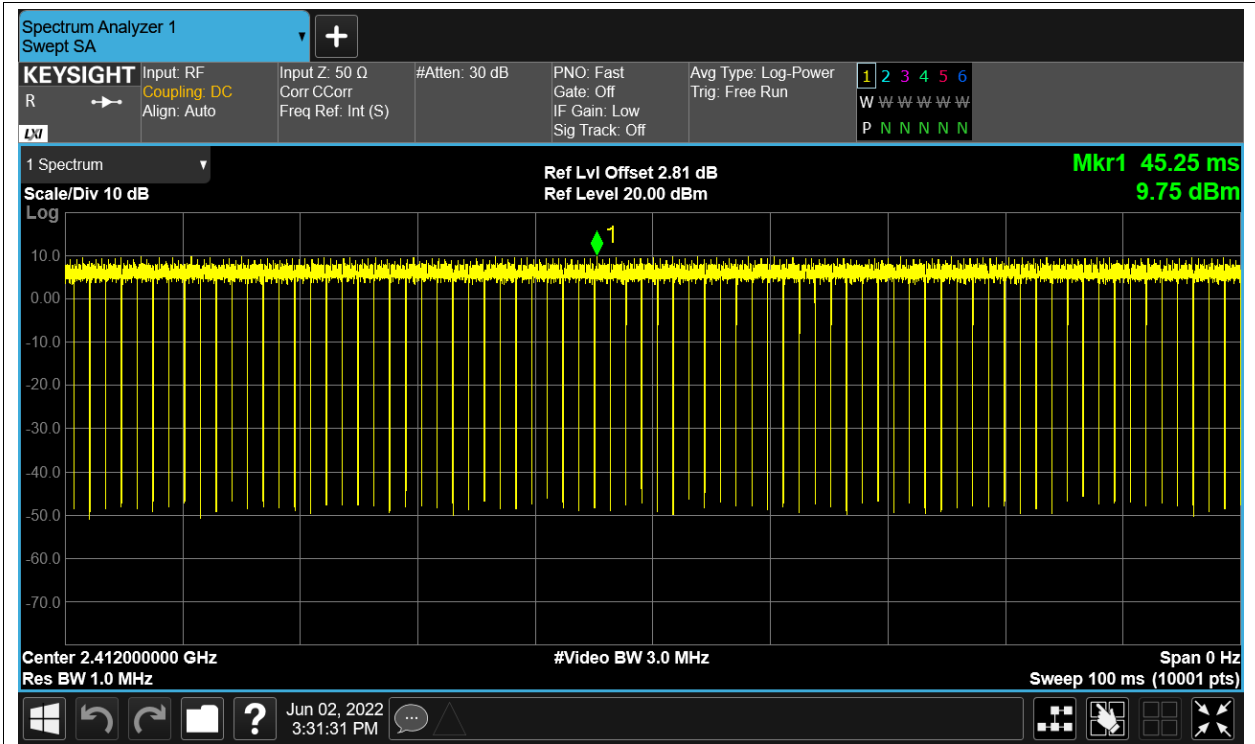 Spectrum Analyzer 1
Swept SA
+
KEYSIGHT
R
LXI
Input: RF
Coupling: DC
Align: Auto
Input Z: 50 Ω
Corr CCorr
Freq Ref: Int (S)
#Atten: 30 dB
PNO: Fast
Gate: Off
IF Gain: Low
Sig Track: Off
Avg Type: Log-Power
Trig: Free Run
1 2 3 4 5 6
W W W W W W
P N N N N N
1 Spectrum
Scale/Div 10 dB
Log
Ref Lvl Offset 2.81 dB
Ref Level 20.00 dBm
Mkr1 45.25 ms
9.75 dBm
1
10.0
0.00
-10.0
-20.0
-30.0
-40.0
-50.0
-60.0
-70.0
Center 2.412000000 GHz
Res BW 1.0 MHz
#Video BW 3.0 MHz
Span 0 Hz
Sweep 100 ms (10001 pts)
?
Jun 02, 2022
3:31:31 PM